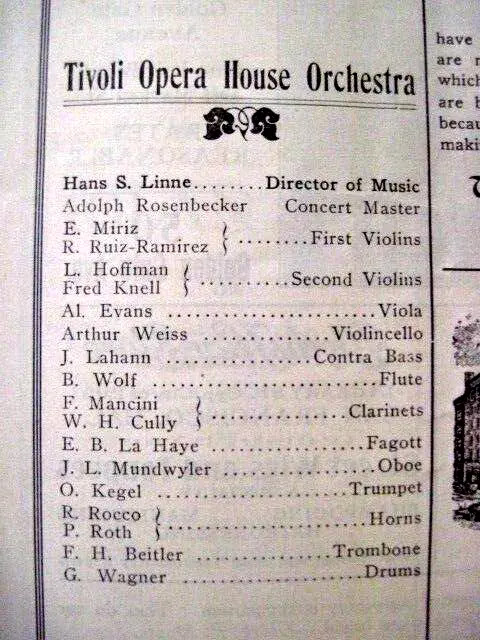 Tivoli Opera House Orchestra
Hans S. Linne........Director of Music
Adolph Rosenbecker Concert Master
E. Miriz
R. Ruiz-Ramirez ........First Violins
L. Hoffman
Fred Knell ..........Second Violins
Al. Evans ....................Viola
Arthur Weiss ............Violincello
J. Lahann ..............Contra Bass
B. Wolf ......................Flute
F. Mancini
W. H. Cully ................Clarinets
E. B. La Haye ................Fagott
J. L. Mundwyler ................Oboe
O. Kegel ..................Trumpet
R. Rocco
P. Roth ....................Horns
F. H. Beitler ............Trombone
G. Wagner ..................Drums
have
are
which
are b
becau
maki